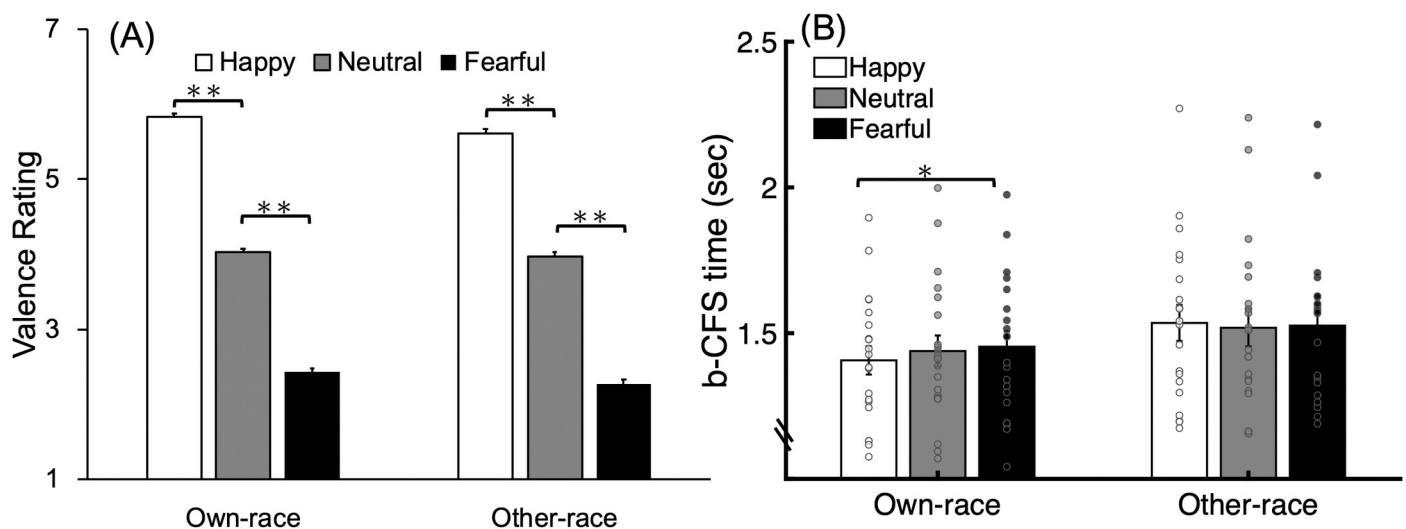 (A)
7
5
3
1
Valence Rating
Happy Neutral Fearful
**
**
**
**
Own-race Other-race
(B)
2.5
2
1.5
b-CFS time (sec)
Happy
Neutral
Fearful
*
Own-race Other-race